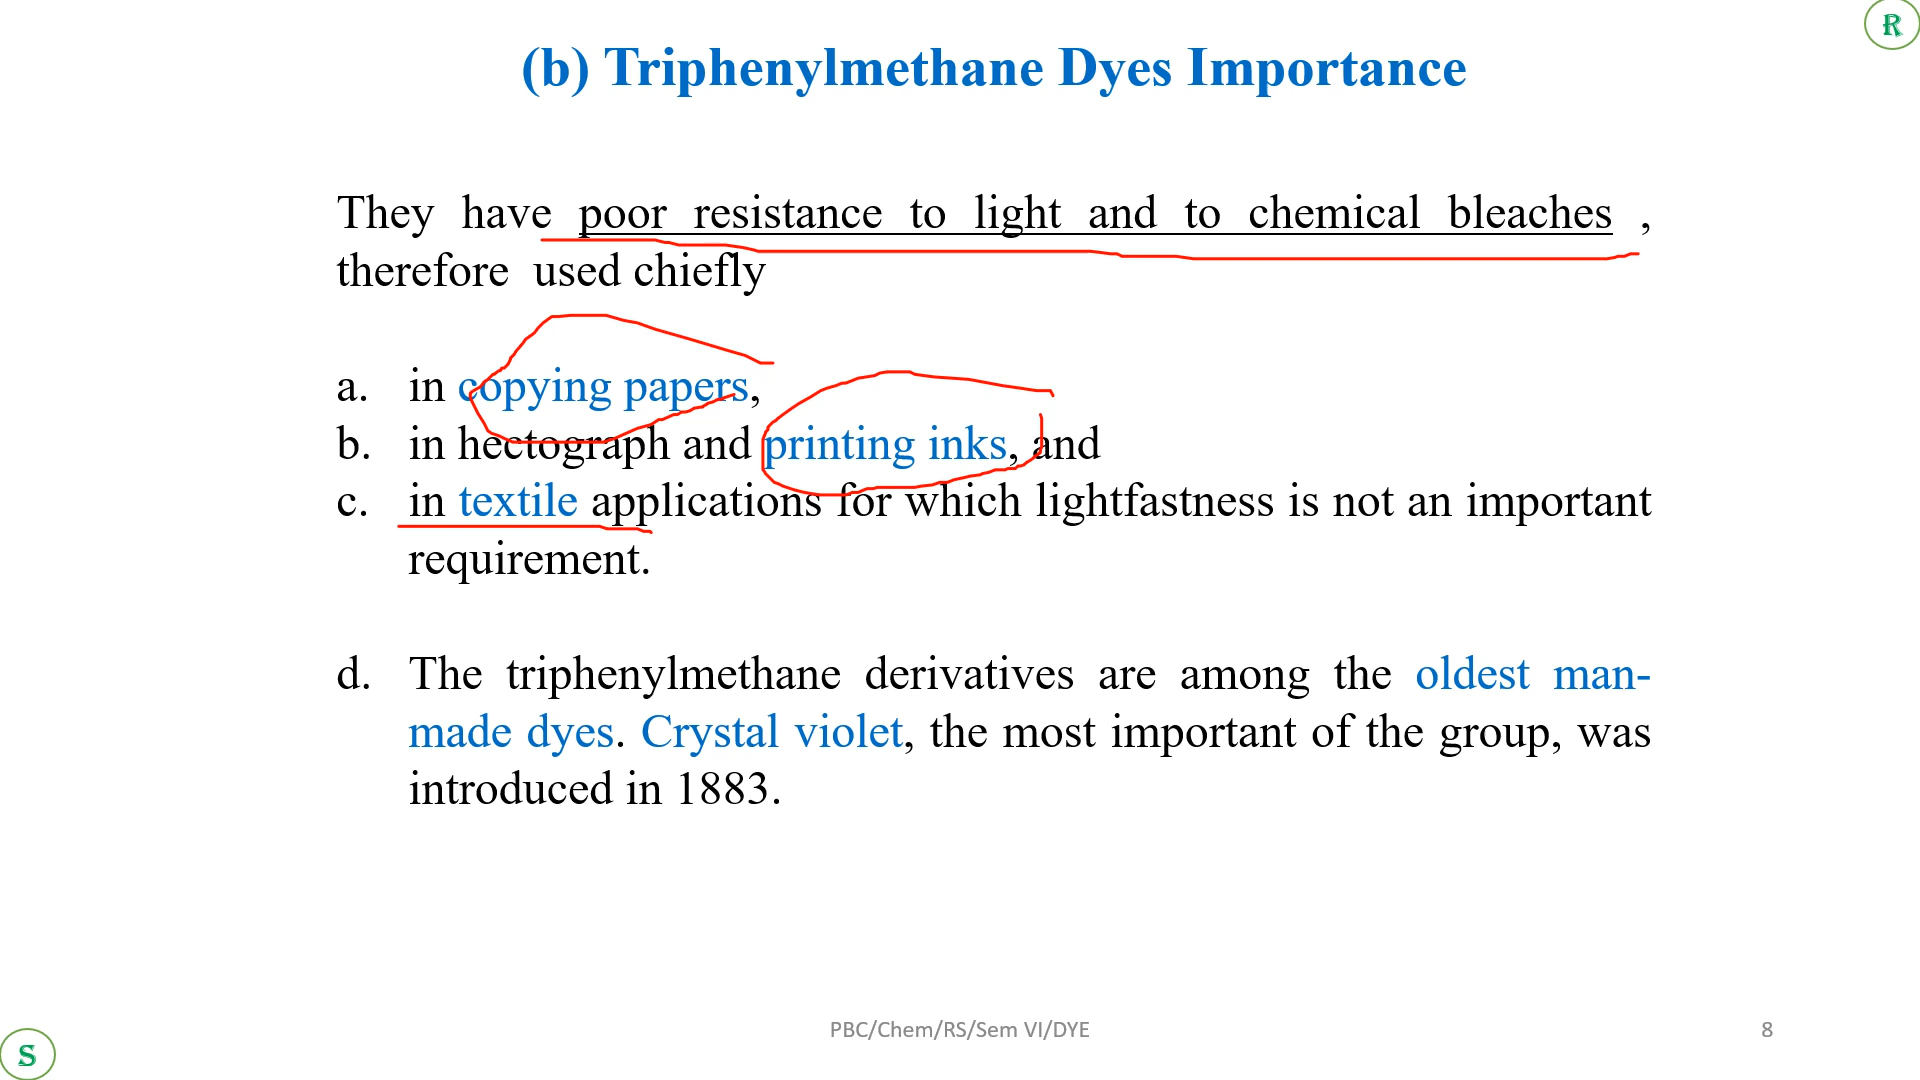 R
(b) Triphenylmethane Dyes Importance
They have poor resistance to light and to chemical bleaches ,
therefore used chiefly
a. in copying papers,
b. in hectograph and printing inks, and
c. in textile applications for which lightfastness is not an important
requirement.
d. The triphenylmethane derivatives are among the oldest man-
made dyes. Crystal violet, the most important of the group, was
introduced in 1883.
PBC/Chem/RS/Sem VI/DYE
8
S